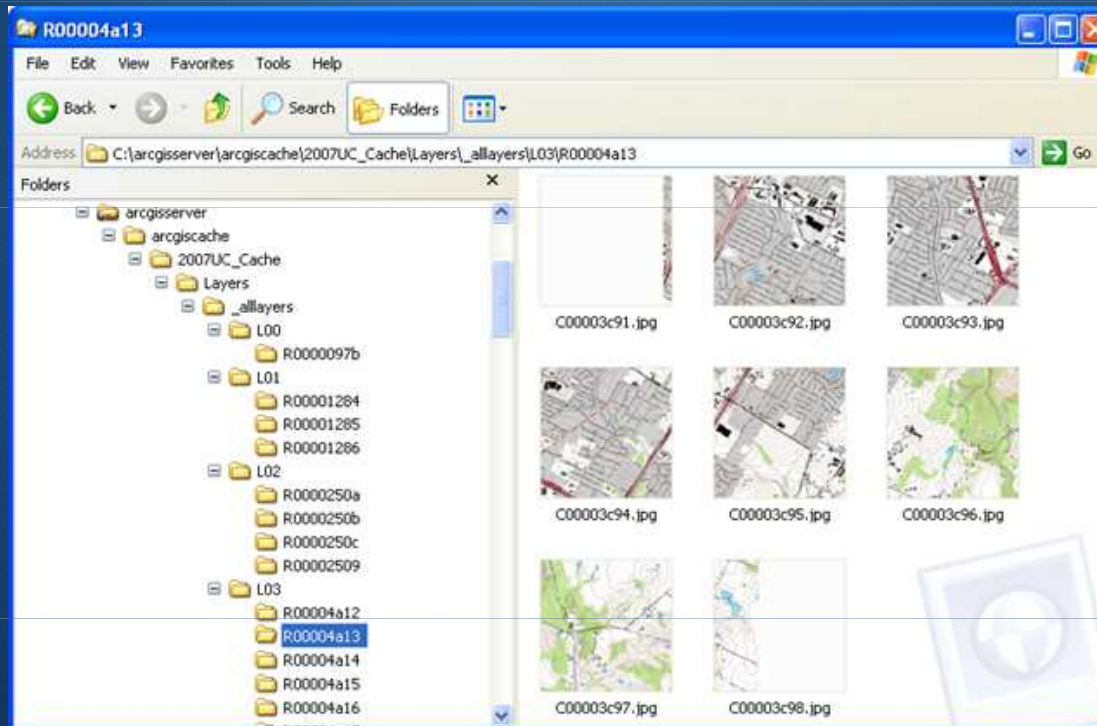 R00004a13
File Edit View Favorites Tools Help
Back Search Folders
Address C:\arcgisserver\arcgiscache\2007UC_Cache\Layers\_alllayers\L03\R00004a13 Go
Folders
arcgisserver
arcgiscache
2007UC_Cache
Layers
_alllayers
L00
R0000097b
L01
R00001284
R00001285
R00001286
L02
R0000250a
R0000250b
R0000250c
R00002509
L03
R00004a12
R00004a13
R00004a14
R00004a15
R00004a16
C00003c91.jpg C00003c92.jpg C00003c93.jpg
C00003c94.jpg C00003c95.jpg C00003c96.jpg
C00003c97.jpg C00003c98.jpg